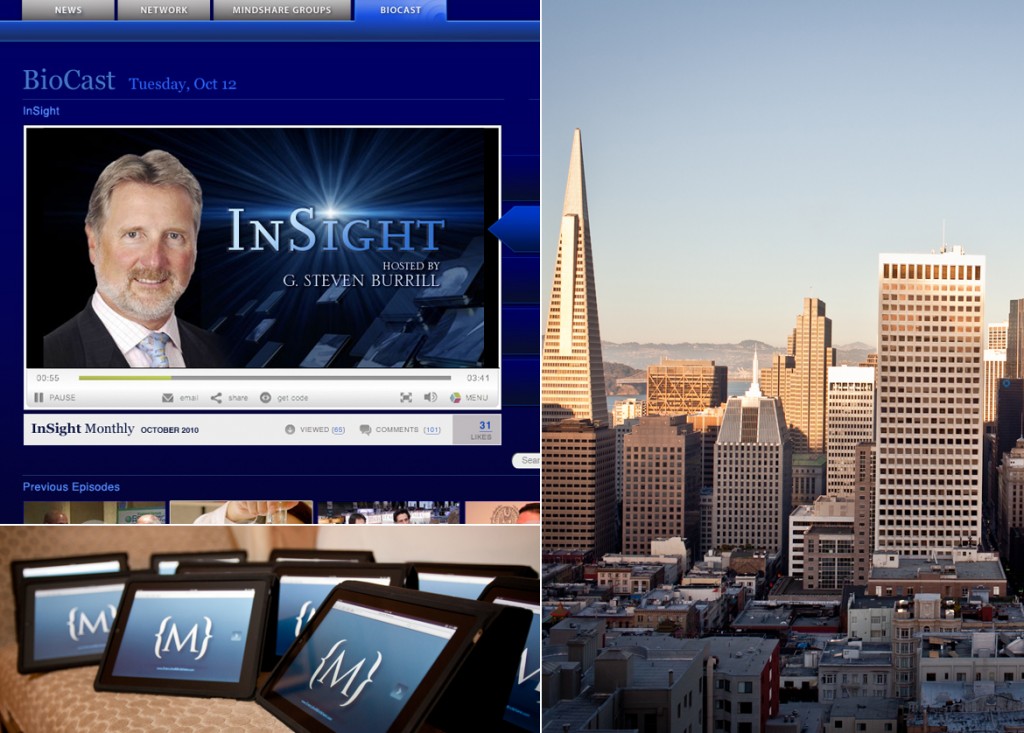 NEWS
NETWORK
MINDSHARE GROUPS
BIOCAST
BioCast Tuesday, Oct 12
InSight
INSIGHT
HOSTED BY
G. STEVEN BURRILL
00:55
03:41
PAUSE
email
share
get code
MENU
InSight Monthly OCTOBER 2010
VIEWED (65)
COMMENTS (101)
31
LIKES
Previous Episodes
{M}
{M}
{M}